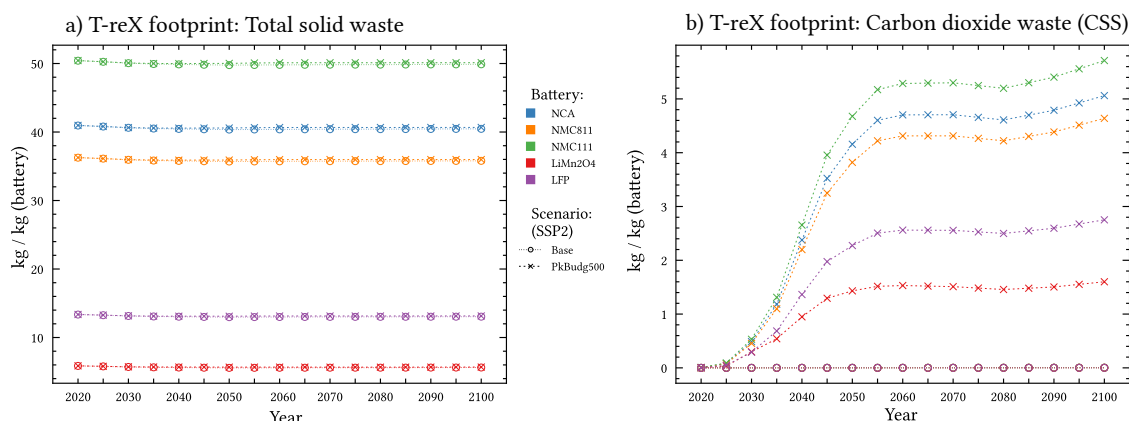 a) T-reX footprint: Total solid waste
kg / kg (battery)
50
40
30
20
10
2020 2030 2040 2050 2060 2070 2080 2090 2100
Year
Battery:
NCA
NMC811
NMC111
LiMn2O4
LFP
Scenario:
(SSP2)
Base
PkBudg500
b) T-reX footprint: Carbon dioxide waste (CSS)
kg / kg (battery)
5
4
3
2
1
0
2020 2030 2040 2050 2060 2070 2080 2090 2100
Year